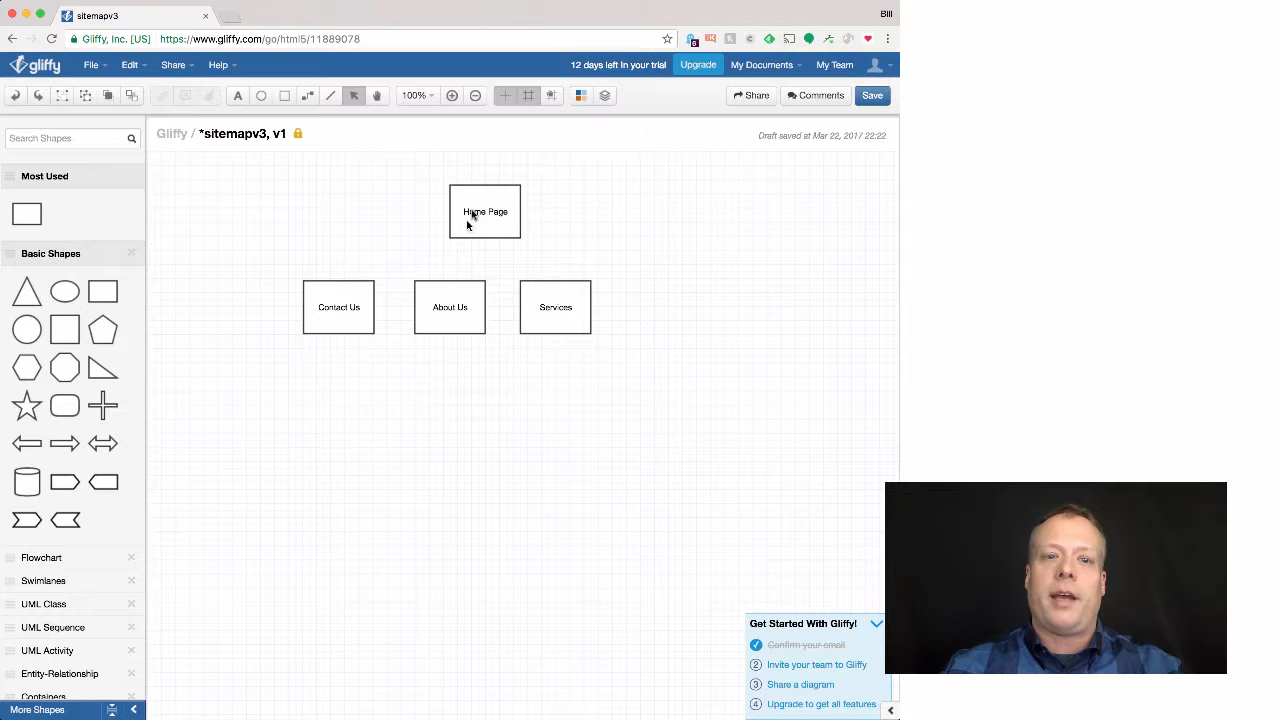 sitemapv3
Bill
Gliffy, Inc. [US]
https://www.gliffy.com/go/html5/11889078
gliffy
File
Edit
Share
Help
12 days left in your trial
Upgrade
My Documents
My Team
100%
Share
Comments
Save
Search Shapes
Gliffy / *sitemapv3, v1
Draft saved at Mar 22, 2017 22:22
Most Used
Basic Shapes
Home Page
Contact Us
About Us
Services
Flowchart
Swimlanes
UML Class
UML Sequence
UML Activity
Entity-Relationship
Containers
More Shapes
Get Started With Gliffy!
Confirm your email
2 Invite your team to Gliffy
3 Share a diagram
4 Upgrade to get all features